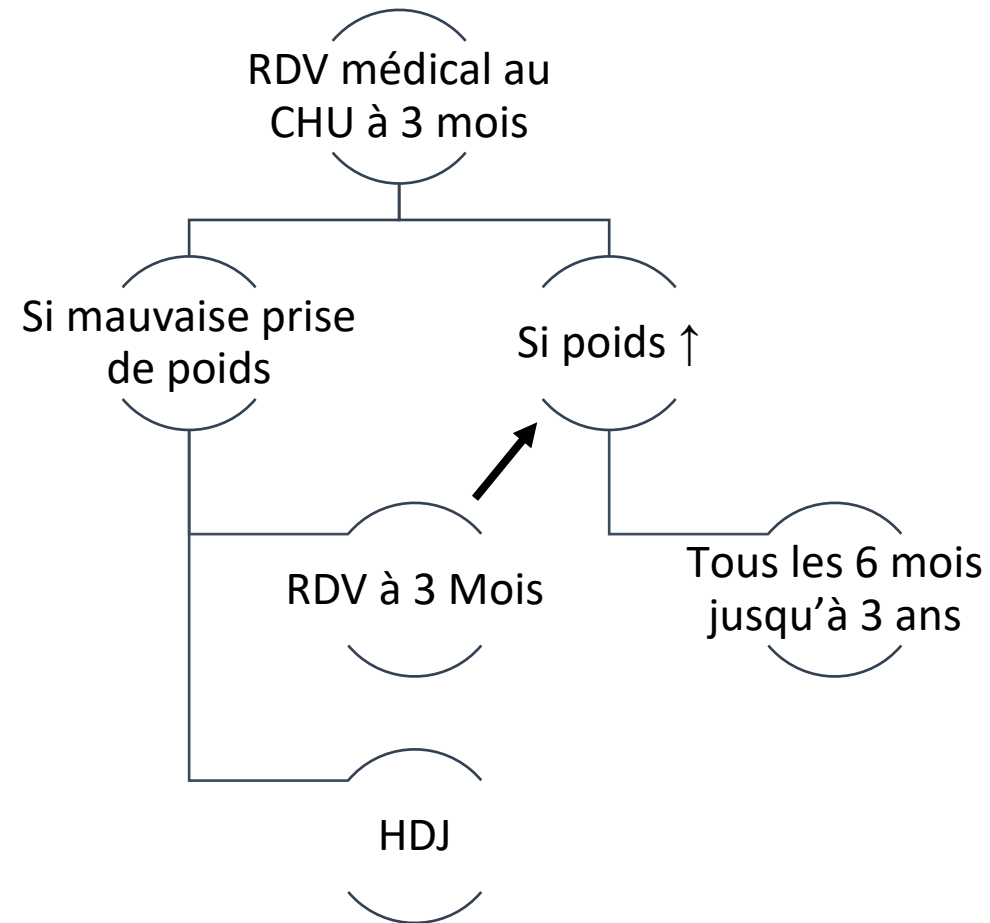 RDV médical au
CHU à 3 mois
Si mauvaise prise
de poids
Si poids ↑
RDV à 3 Mois
Tous les 6 mois
jusqu’à 3 ans
HDJ